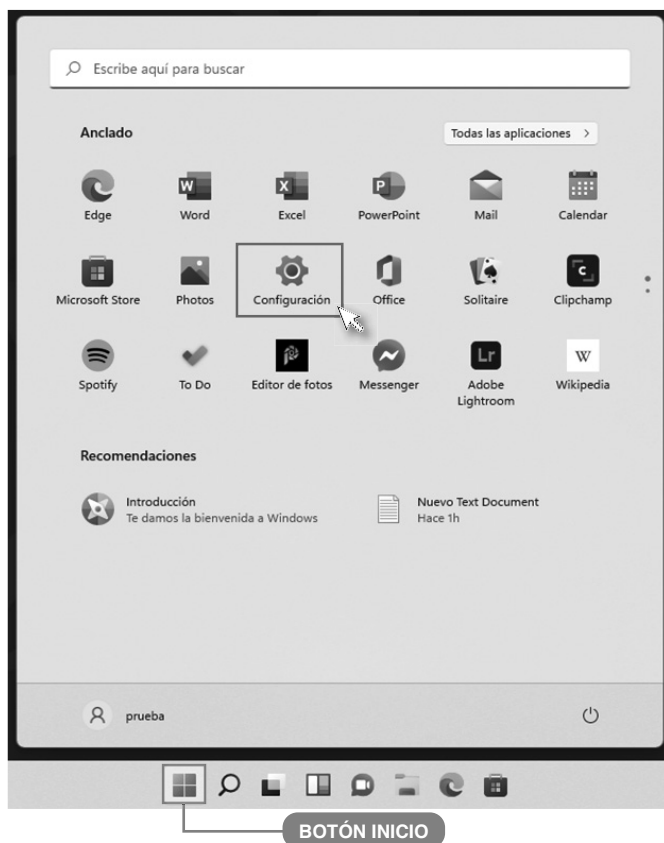 Escribe aquí para buscar
Anclado
Todas las aplicaciones >
Edge
Word
Excel
PowerPoint
Mail
Calendar
Microsoft Store
Photos
Configuración
Office
Solitaire
Clipchamp
Spotify
To Do
Editor de fotos
Messenger
Adobe
Lightroom
Wikipedia
Recomendaciones
Introducción
Te damos la bienvenida a Windows
Nuevo Text Document
Hace 1h
prueba
BOTÓN INICIO